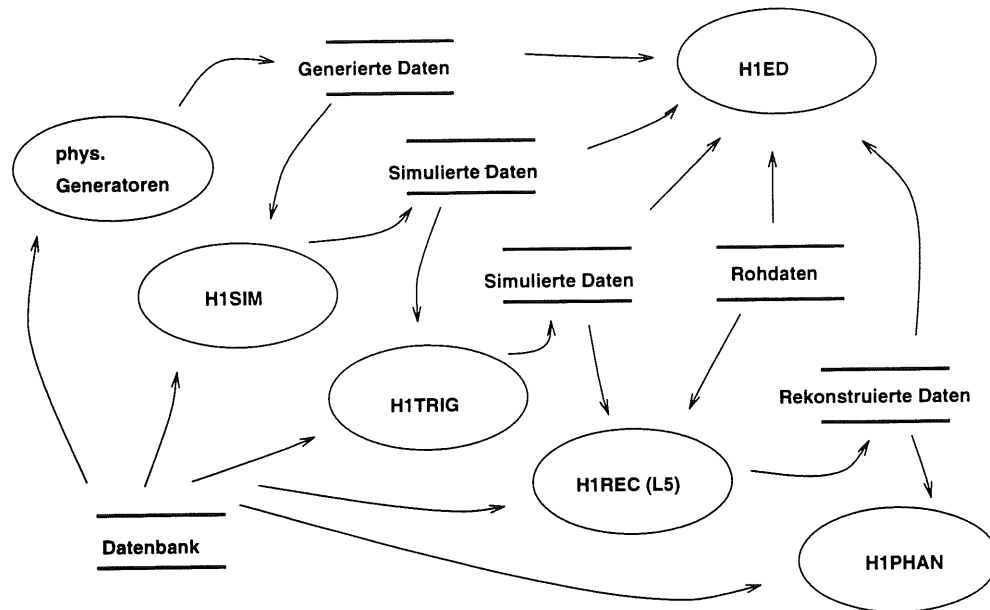 Generierte Daten
H1ED
phys.
Generatoren
Simulierte Daten
H1SIM
Simulierte Daten
Rohdaten
H1TRIG
Rekonstruierte Daten
H1REC (L5)
Datenbank
H1PHAN